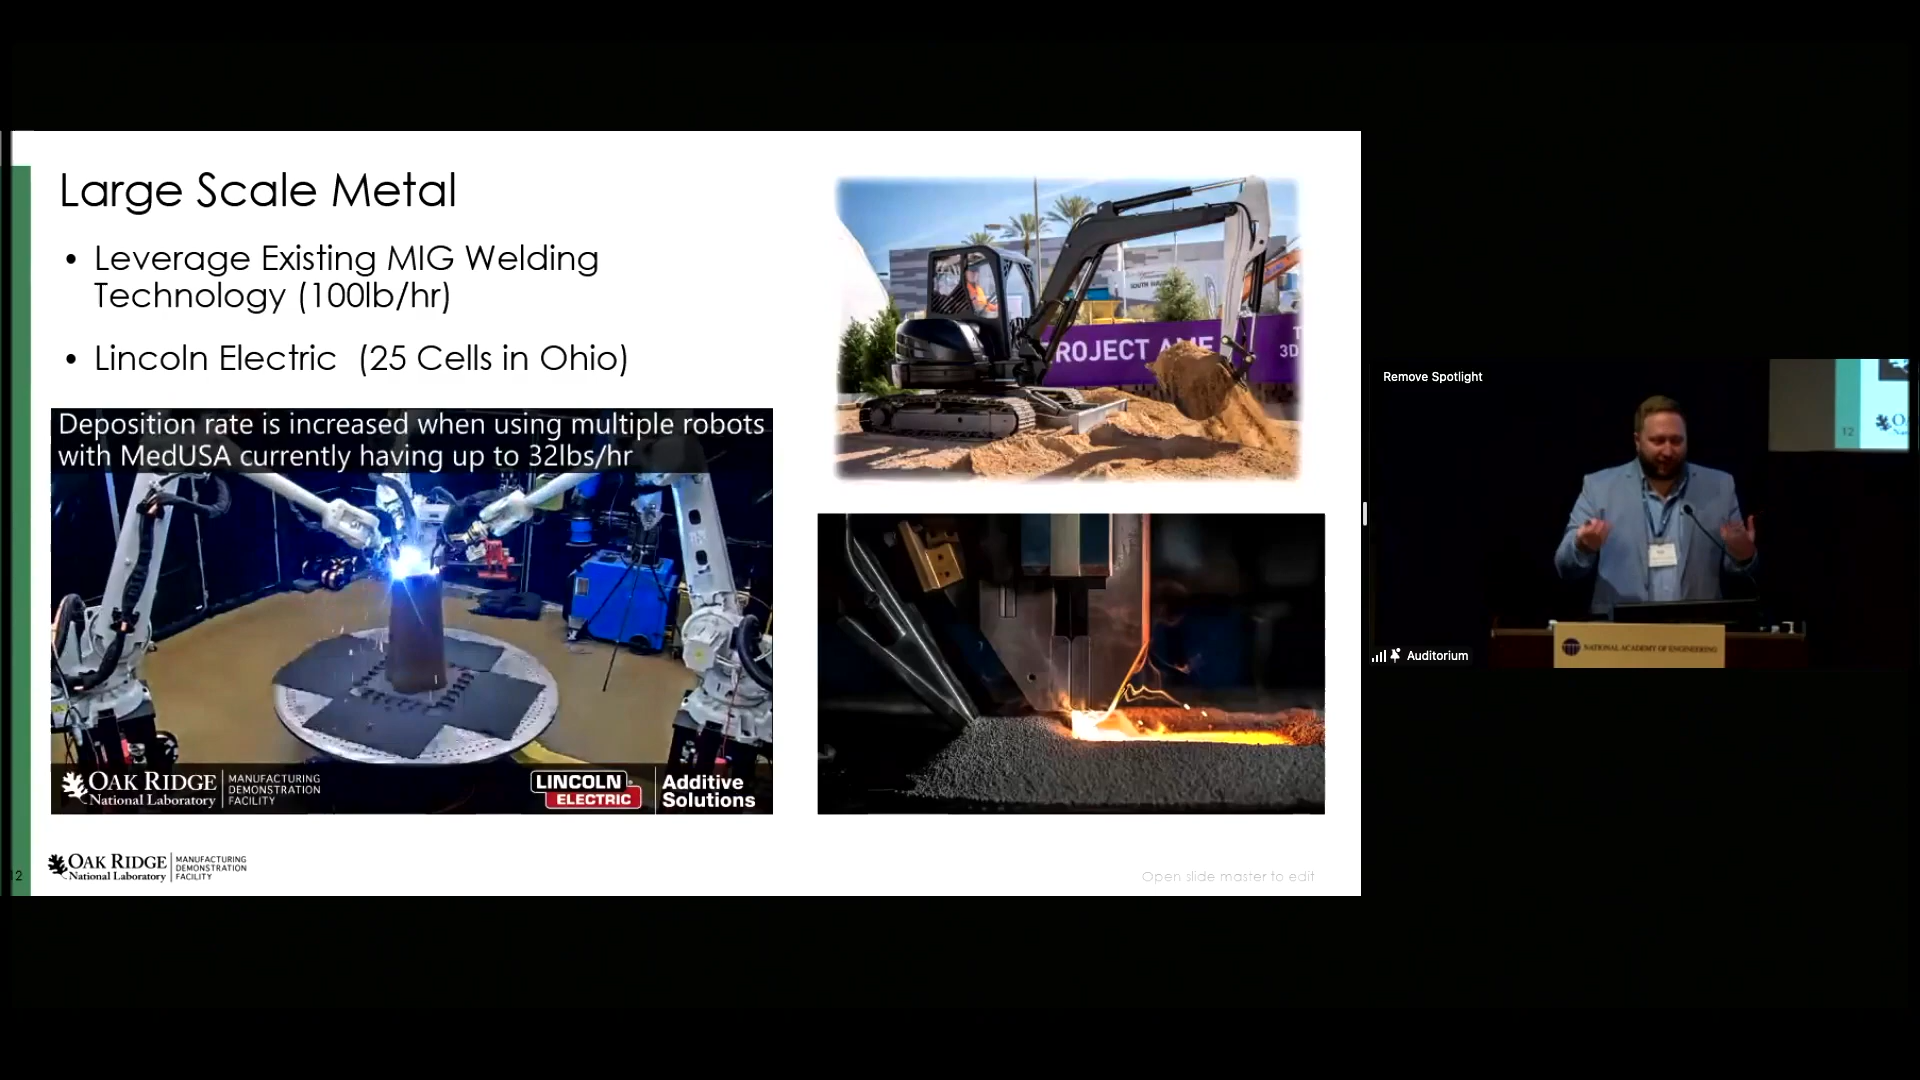 Large Scale Metal
• Leverage Existing MIG Welding
Technology (100lb/hr)
• Lincoln Electric (25 Cells in Ohio)
Deposition rate is increased when using multiple robots
with MedUSA currently having up to 32lbs/hr
OAK RIDGE
National Laboratory
MANUFACTURING
DEMONSTRATION
FACILITY
LINCOLN
ELECTRIC
Additive
Solutions
ROJECT AME
3D
12
OAK RIDGE
National Laboratory
MANUFACTURING
DEMONSTRATION
FACILITY
Open slide master to edit
Remove Spotlight
12
NATIONAL ACADEMY OF ENGINEERING
Auditorium